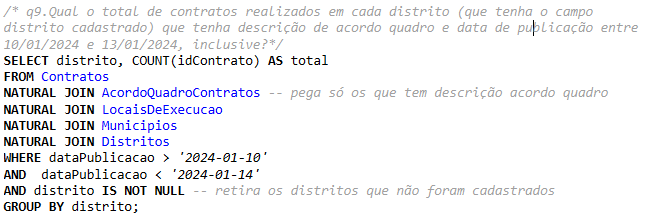 /* q9.Qual o total de contratos realizados em cada distrito (que tenha o campo
distrito cadastrado) que tenha descrição de acordo quadro e data de publicação entre
10/01/2024 e 13/01/2024, inclusive?*/
SELECT distrito, COUNT(idContrato) AS total
FROM Contratos
NATURAL JOIN AcordoQuadroContratos -- pega só os que tem descrição acordo quadro
NATURAL JOIN LocaisDeExecucao
NATURAL JOIN Municipios
NATURAL JOIN Distritos
WHERE dataPublicacao > '2024-01-10'
AND  dataPublicacao < '2024-01-14'
AND distrito IS NOT NULL -- retira os distritos que não foram cadastrados
GROUP BY distrito;